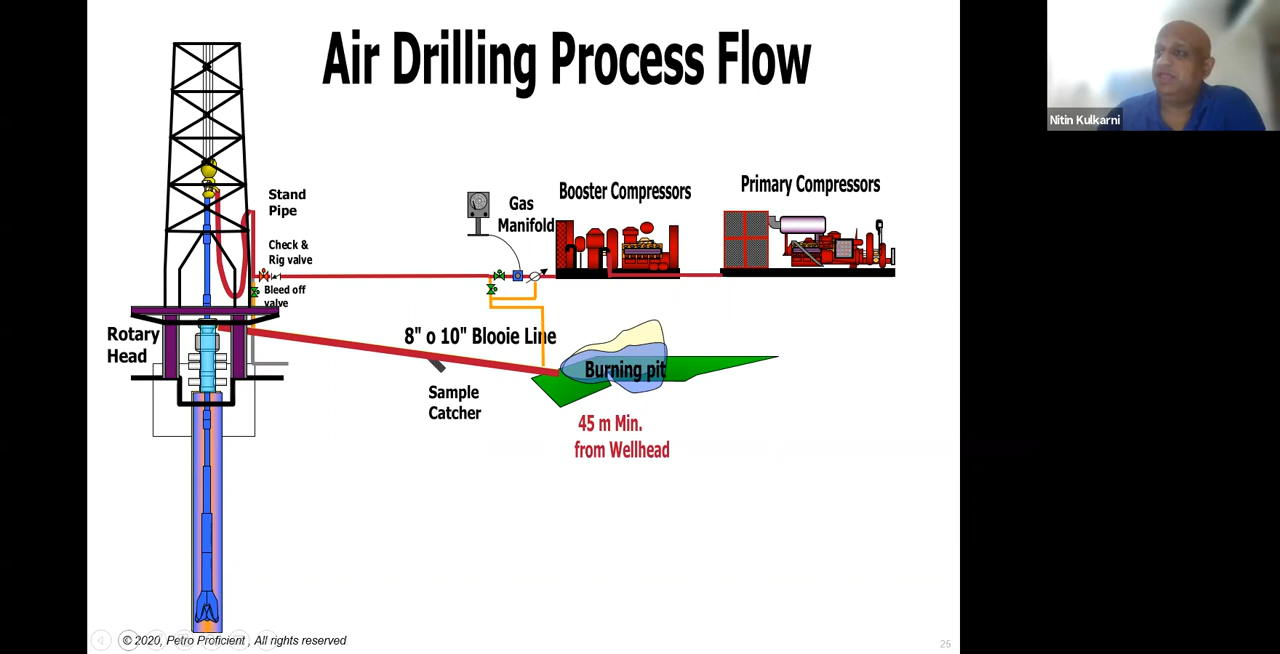 Air Drilling Process Flow
Nitin Kulkarni
Stand
Pipe
Gas
Manifold
Booster Compressors
Primary Compressors
Check &
Rig valve
Bleed off
valve
Rotary
Head
8" o 10" Blooie Line
Burning pit
Sample
Catcher
45 m Min.
from Wellhead
© 2020, Petro Proficient , All rights reserved
25